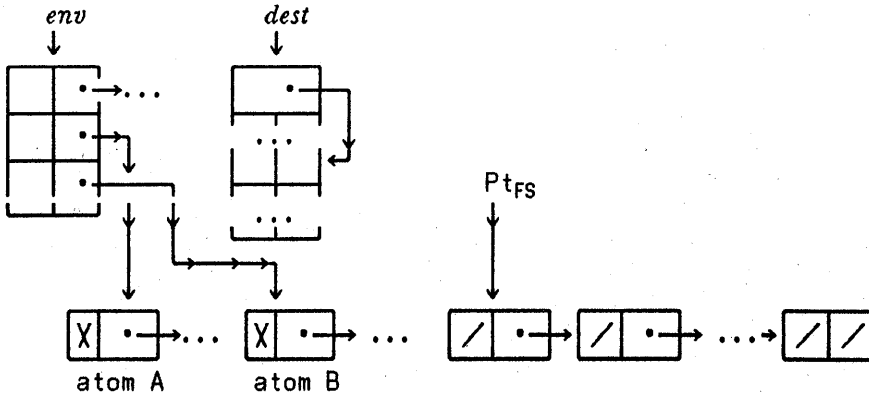 env dest
...
...
Pt_FS
...
X ... X ... / / ... / /
atom A atom B